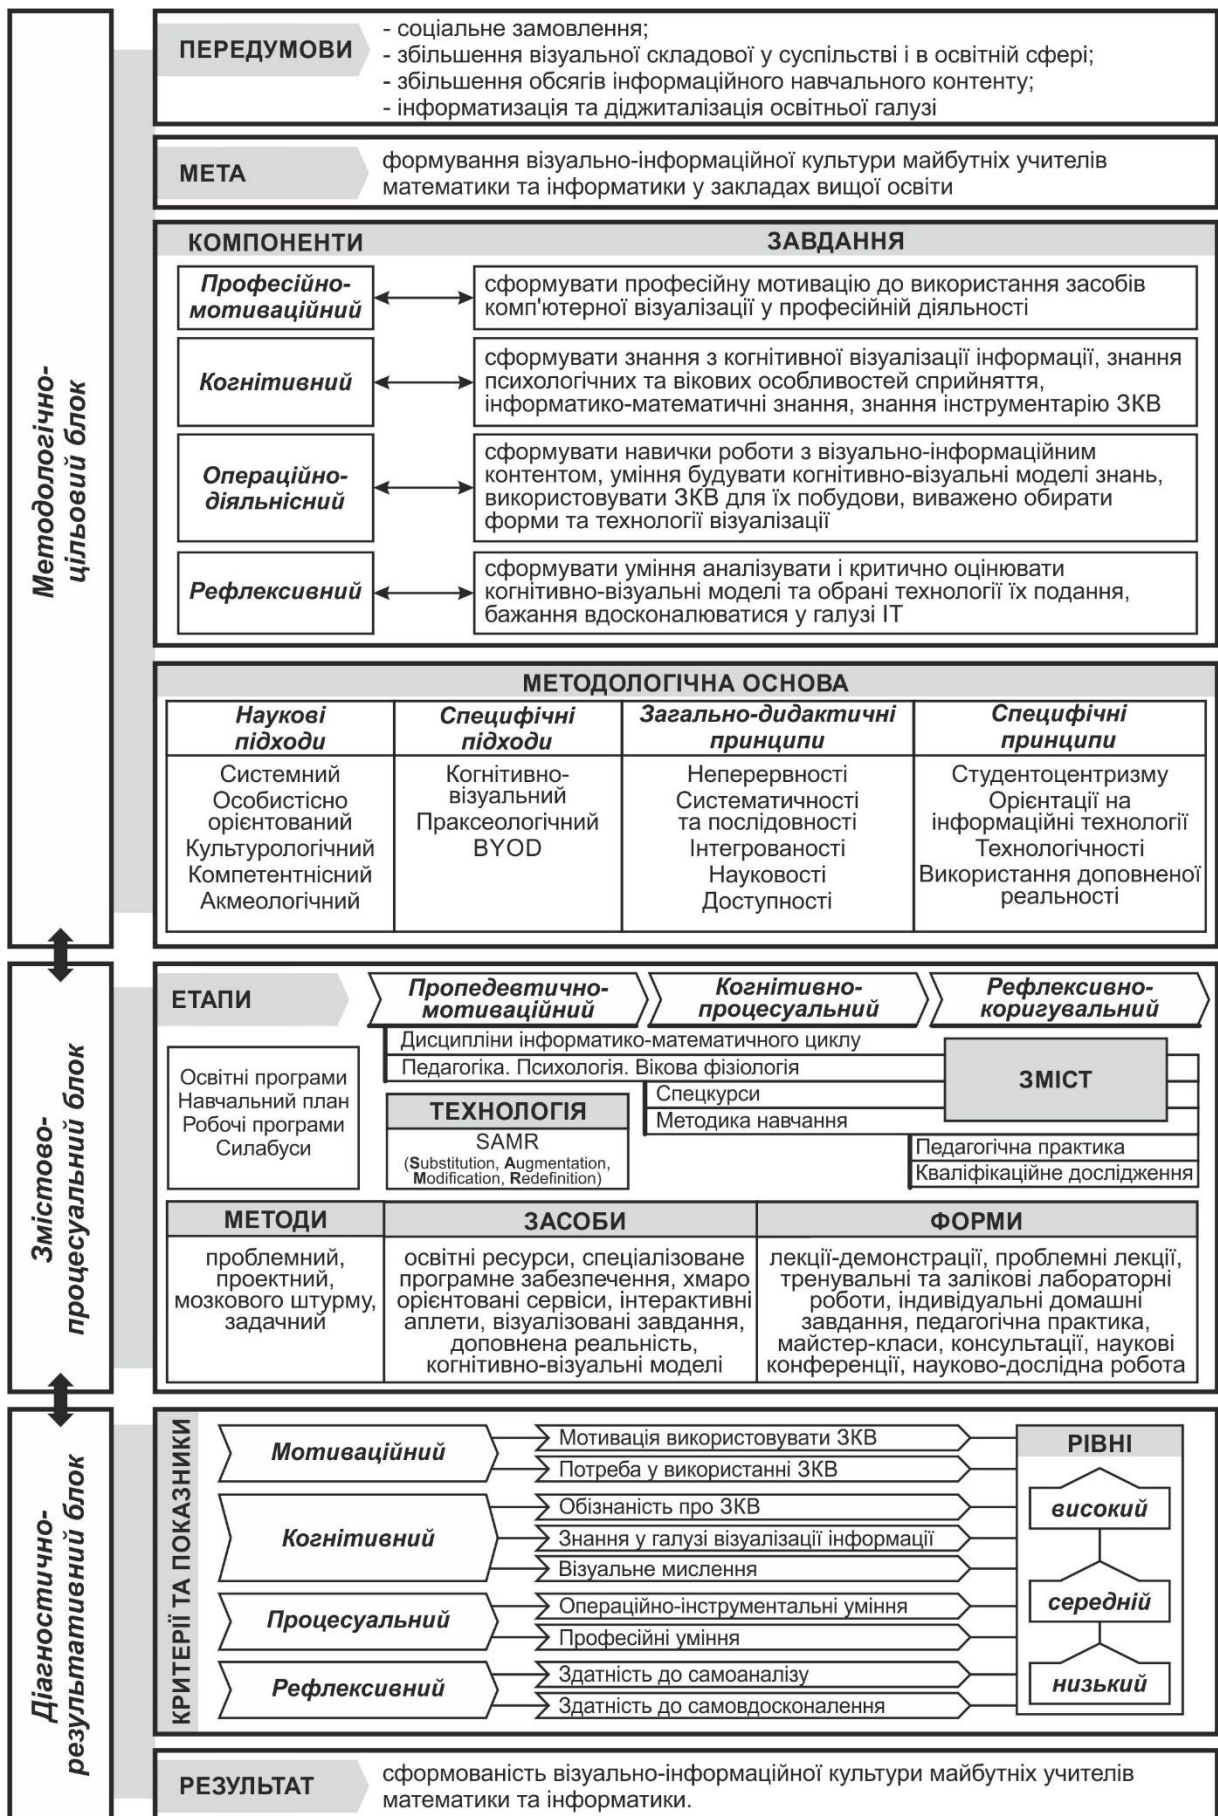 Методологічно-
цільовий блок
ПЕРЕДУМОВИ
- соціальне замовлення;
- збільшення візуальної складової у суспільстві і в освітній сфері;
- збільшення обсягів інформаційного навчального контенту;
- інформатизація та діджиталізація освітньої галузі
МЕТА
формування візуально-інформаційної культури майбутніх учителів
математики та інформатики у закладах вищої освіти
КОМПОНЕНТИ
ЗАВДАННЯ
Професійно-
мотиваційний
сформувати професійну мотивацію до використання засобів
комп'ютерної візуалізації у професійній діяльності
Когнітивний
сформувати знання з когнітивної візуалізації інформації, знання
психологічних та вікових особливостей сприйняття,
інформатико-математичні знання, знання інструментарію ЗКВ
Операційно-
діяльнісний
сформувати навички роботи з візуально-інформаційним
контентом, уміння будувати когнітивно-візуальні моделі знань,
використовувати ЗКВ для їх побудови, виважено обирати
форми та технології візуалізації
Рефлексивний
сформувати уміння аналізувати і критично оцінювати
когнітивно-візуальні моделі та обрані технології їх подання,
бажання вдосконалюватися у галузі ІТ
МЕТОДОЛОГІЧНА ОСНОВА
Наукові
підходи
Системний
Особистісно
орієнтований
Культурологічний
Компетентнісний
Акмеологічний
Специфічні
підходи
Когнітивно-
візуальний
Праксеологічний
BYOD
Загально-дидактичні
принципи
Неперервності
Систематичності
та послідовності
Інтегрованості
Науковості
Доступності
Специфічні
принципи
Студентоцентризму
Орієнтації на
інформаційні технології
Технологічності
Використання доповненої
реальності
Змістово-
процесуальний блок
ЕТАПИ
Пропедевтично-
мотиваційний
Когнітивно-
процесуальний
Рефлексивно-
коригувальний
Освітні програми
Навчальний план
Робочі програми
Силабуси
Дисципліни інформатико-математичного циклу
Педагогіка. Психологія. Вікова фізіологія
ЗМІСТ
Спецкурси
Методика навчання
Педагогічна практика
Кваліфікаційне дослідження
ТЕХНОЛОГІЯ
SAMR
(Substitution, Augmentation,
Modification, Redefinition)
МЕТОДИ
проблемний,
проектний,
мозкового штурму,
задачний
ЗАСОБИ
освітні ресурси, спеціалізоване
програмне забезпечення, хмаро
орієнтовані сервіси, інтерактивні
аплети, візуалізовані завдання,
доповнена реальність,
когнітивно-візуальні моделі
ФОРМИ
лекції-демонстрації, проблемні лекції,
тренувальні та залікові лабораторні
роботи, індивідуальні домашні
завдання, педагогічна практика,
майстер-класи, консультації, наукові
конференції, науково-дослідна робота
Діагностично-
результативний блок
КРИТЕРІЇ ТА ПОКАЗНИКИ
Мотиваційний
Мотивація використовувати ЗКВ
Потреба у використанні ЗКВ
Когнітивний
Обізнаність про ЗКВ
Знання у галузі візуалізації інформації
Візуальне мислення
Процесуальний
Операційно-інструментальні уміння
Професійні уміння
Рефлексивний
Здатність до самоаналізу
Здатність до самовдосконалення
РІВНІ
високий
середній
низький
РЕЗУЛЬТАТ
сформованість візуально-інформаційної культури майбутніх учителів
математики та інформатики.